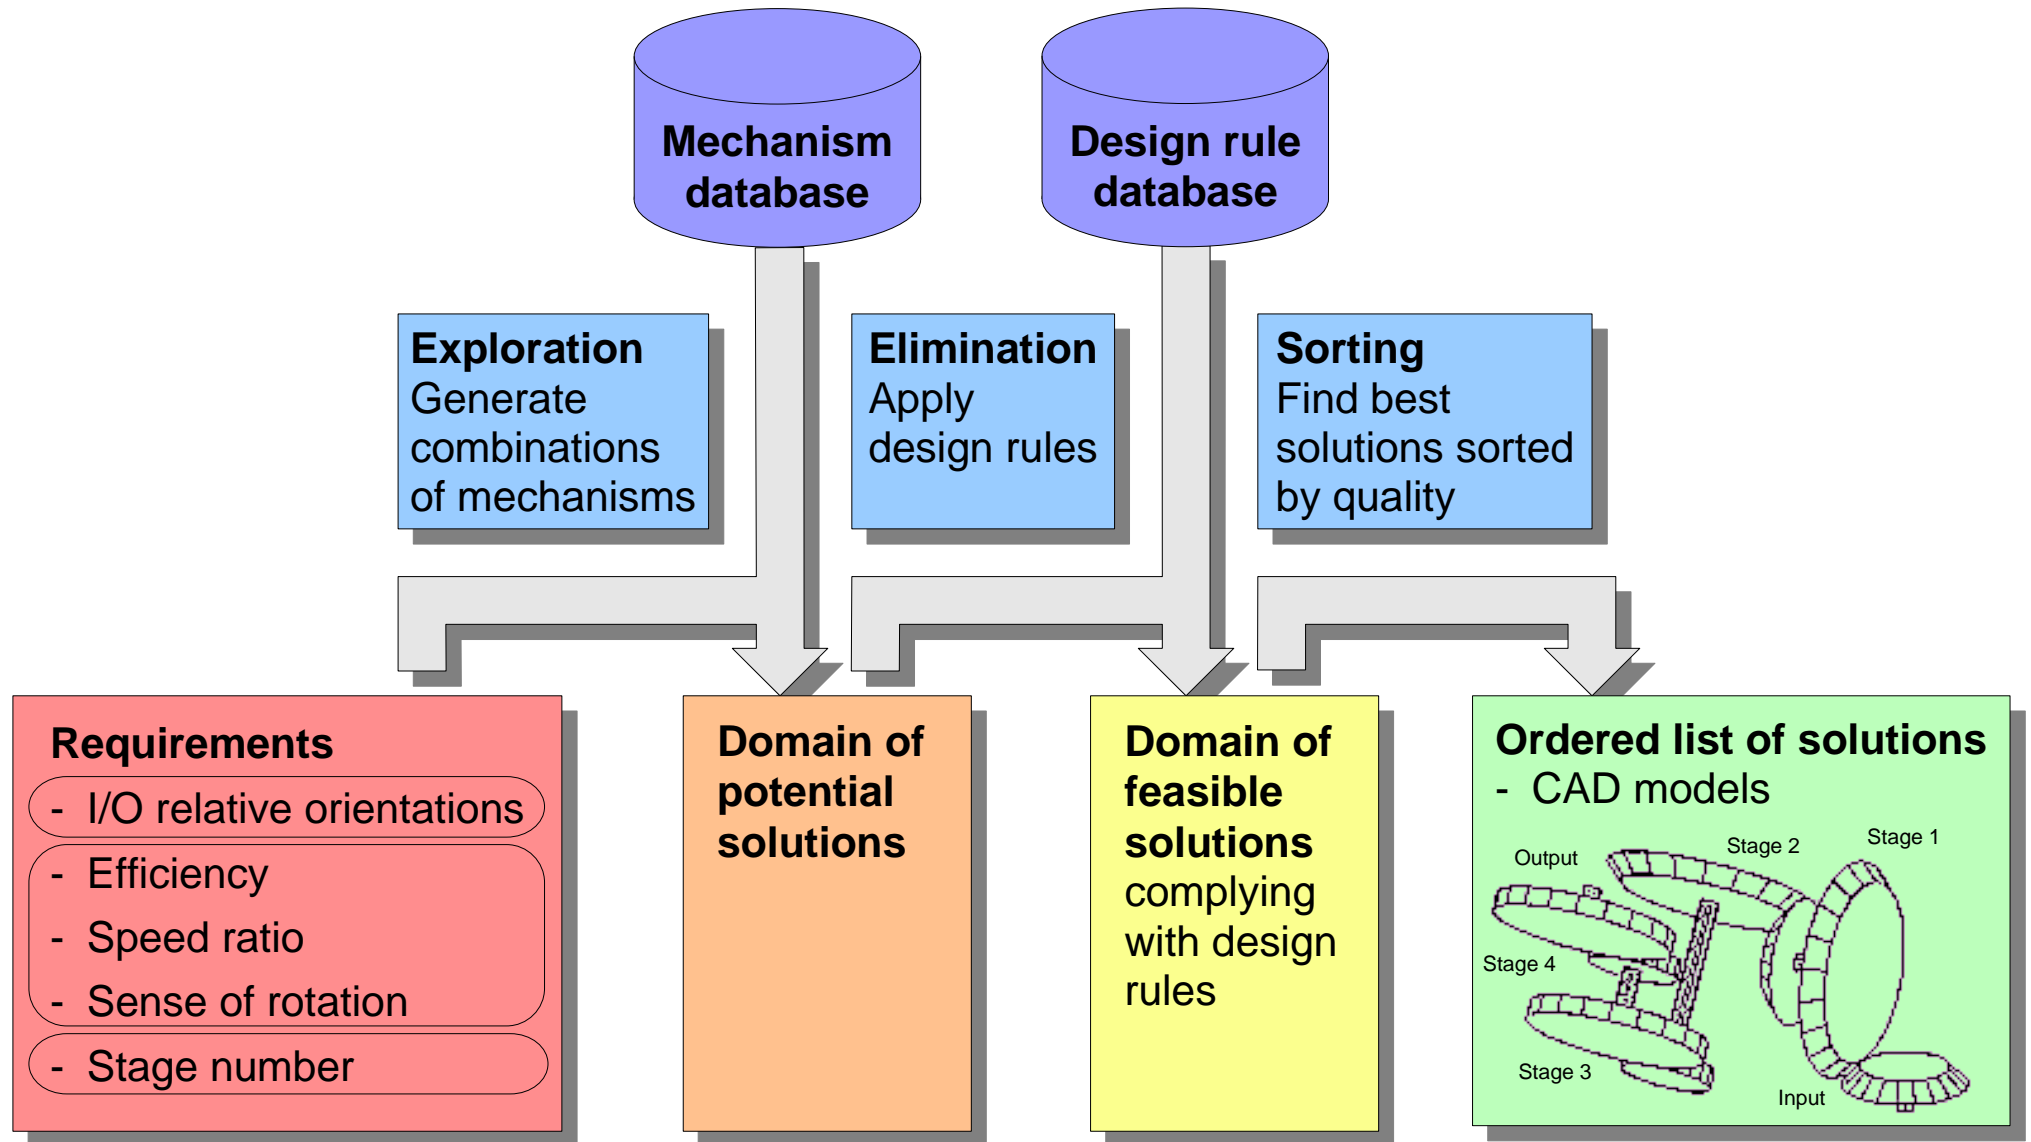 Mechanism
database
Design rule
database
Exploration
Generate
combinations
of mechanisms
Elimination
Apply
design rules
Sorting
Find best
solutions sorted
by quality
Requirements
- I/O relative orientations
- Efficiency
- Speed ratio
- Sense of rotation
- Stage number
Domain of
potential
solutions
Domain of
feasible
solutions
complying
with design
rules
Ordered list of solutions
- CAD models
Stage 1
Stage 2
Output
Stage 4
Stage 3
Input